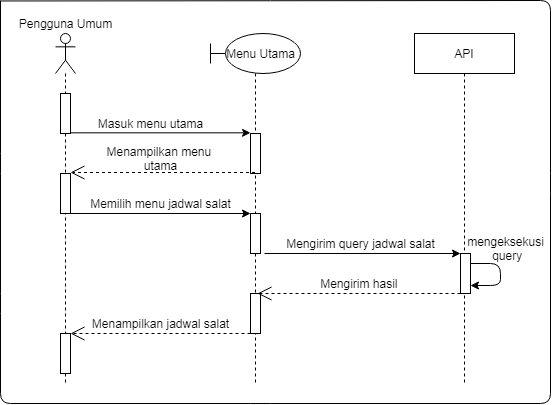 Pengguna Umum
Menu Utama
API
Masuk menu utama
Menampilkan menu
utama
Memilih menu jadwal salat
Mengirim query jadwal salat
mengeksekusi
query
Mengirim hasil
Menampilkan jadwal salat